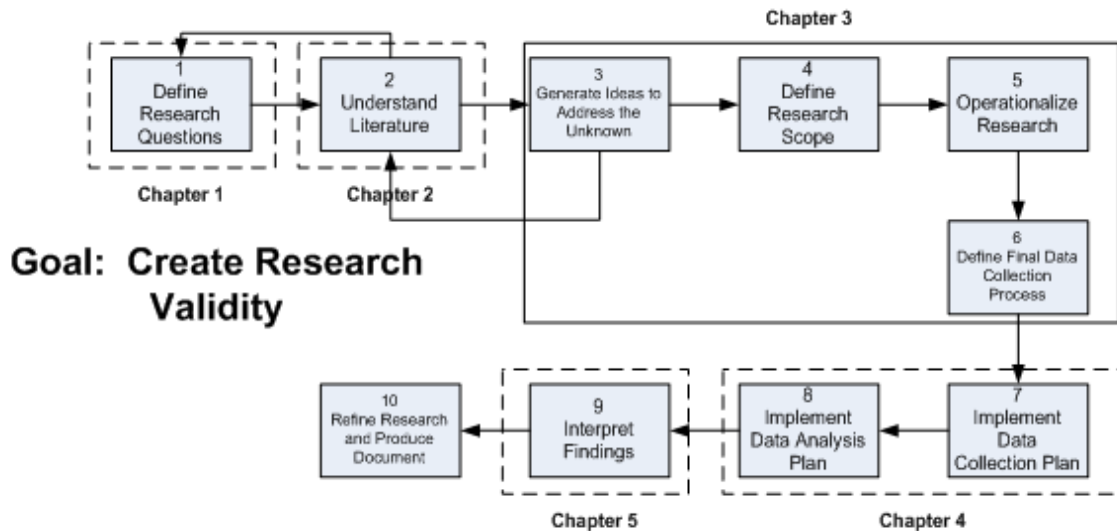 Chapter 3
1
Define
Research
Questions
2
Understand
Literature
3
Generate Ideas to
Address the
Unknown
4
Define
Research
Scope
5
Operationalize
Research
Chapter 1
Chapter 2
6
Define Final Data
Collection
Process
Goal: Create Research
Validity
10
Refine Research
and Produce
Document
9
Interpret
Findings
8
Implement
Data Analysis
Plan
7
Implement
Data
Collection Plan
Chapter 5
Chapter 4